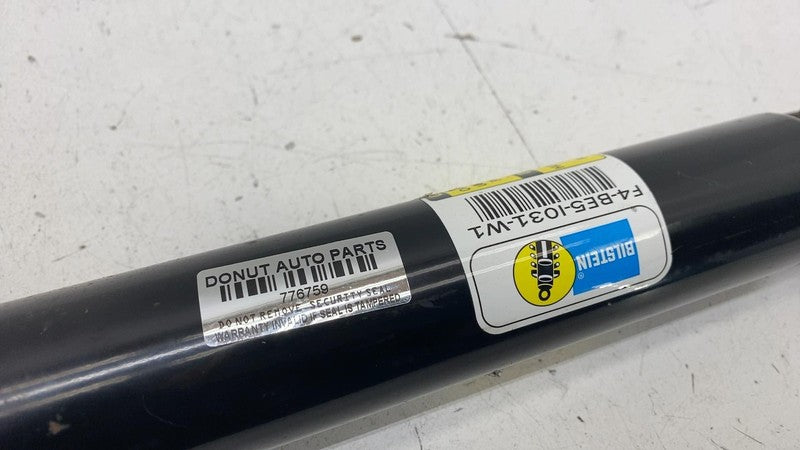 DONUT AUTO PARTS
776759
DO NOT REMOVE SECURITY SEAL
WARRANTY INVALID IF SEAL IS TAMPERED
F4-BE5-I031-W1
BILSTEIN